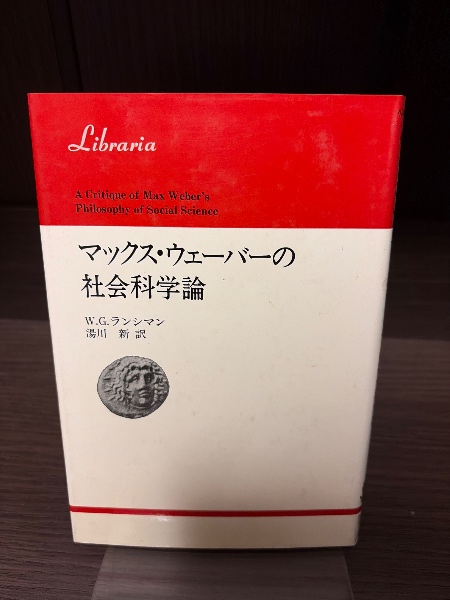 Libraria
A Critique of Max Weber's
Philosophy of Social Science
マックス・ウェーバーの
社会科学論
W.G.ランシマン
湯川 新 訳